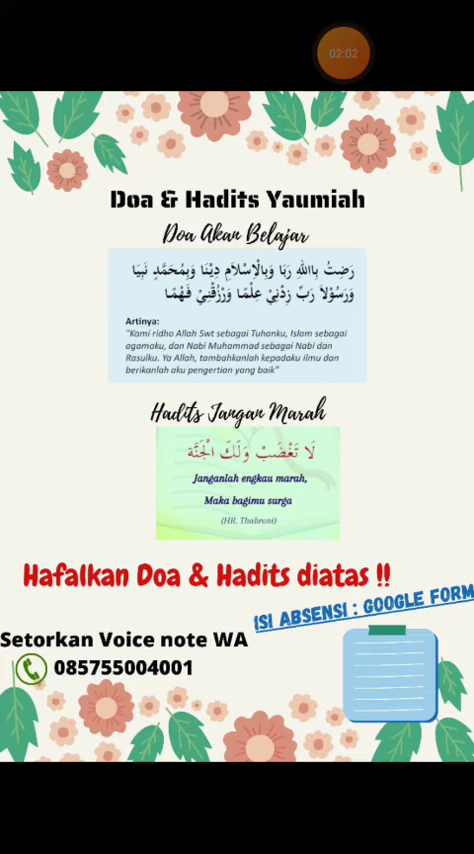 02:02
Doa & Hadits Yaumiah
Doa Akan Belajar
رَضِتُ بِااللهِ رَبَا وَبِالْاِسْلَامِ دِيْنَا وَبِمُحَمَّدٍ نَبِيَا
وَرَسُوْلاَ رَبِّ زِدْنِيْ عِلْمًا وَرْزُقْنِيْ فَهْمًا
Artinya:
"Kami ridho Allah Swt sebagai Tuhanku, Islam sebagai
agamaku, dan Nabi Muhammad sebagai Nabi dan
Rasulku. Ya Allah, tambahkanlah kepadaku ilmu dan
berikanlah aku pengertian yang baik"
Hadits Jangan Marah
لَا تَغْضَبْ وَلَكَ الْجَنَّة
Janganlah engkau marah,
Maka bagimu surga
(HR. Thabroni)
Hafalkan Doa & Hadits diatas !!
ISI ABSENSI : GOOGLE FORM
Setorkan Voice note WA
085755004001